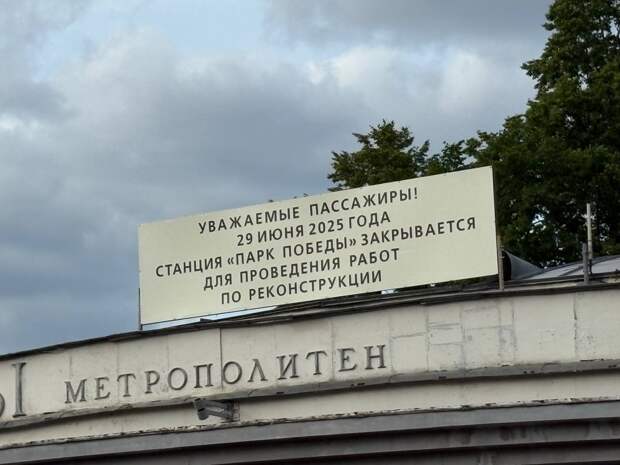 УВАЖАЕМЫЕ ПАССАЖИРЫ!
29 ИЮНЯ 2025 ГОДА
СТАНЦИЯ «ПАРК ПОБЕДЫ» ЗАКРЫВАЕТСЯ
ДЛЯ ПРОВЕДЕНИЯ РАБОТ
ПО РЕКОНСТРУКЦИИ
Ы МЕТРОПОЛИТЕН